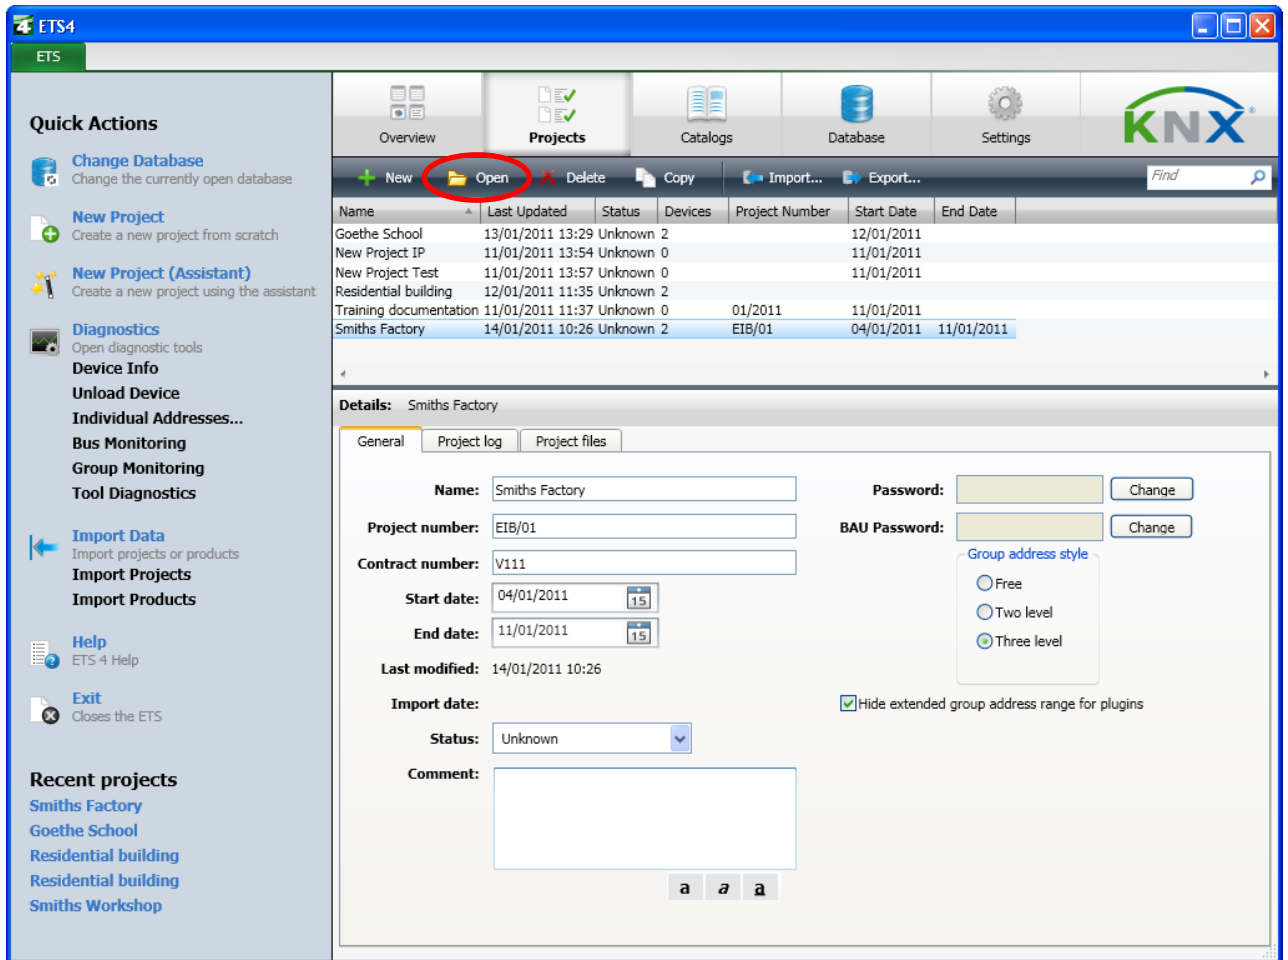 ETS4
ETS
Quick Actions
Change Database
Change the currently open database
New Project
Create a new project from scratch
New Project (Assistant)
Create a new project using the assistant
Diagnostics
Open diagnostic tools
Device Info
Unload Device
Individual Addresses...
Bus Monitoring
Group Monitoring
Tool Diagnostics
Import Data
Import projects or products
Import Projects
Import Products
Help
ETS 4 Help
Exit
Closes the ETS
Recent projects
Smiths Factory
Goethe School
Residential building
Residential building
Smiths Workshop
Overview Projects Catalogs Database Settings KNX ®
New Open Delete Copy Import... Export... Find
Name Last Updated Status Devices Project Number Start Date End Date
Goethe School 13/01/2011 13:29 Unknown 2 12/01/2011
New Project IP 11/01/2011 13:54 Unknown 0 11/01/2011
New Project Test 11/01/2011 13:57 Unknown 0 11/01/2011
Residential building 12/01/2011 11:35 Unknown 2
Training documentation 11/01/2011 11:37 Unknown 0 01/2011 11/01/2011
Smiths Factory 14/01/2011 10:26 Unknown 2 EIB/01 04/01/2011 11/01/2011
Details: Smiths Factory
General Project log Project files
Name: Smiths Factory
Project number: EIB/01
Contract number: V111
Start date: 04/01/2011 15
End date: 11/01/2011 15
Last modified: 14/01/2011 10:26
Import date:
Status: Unknown
Comment:
a a a
Password: Change
BAU Password: Change
Group address style
Free
Two level
Three level
Hide extended group address range for plugins